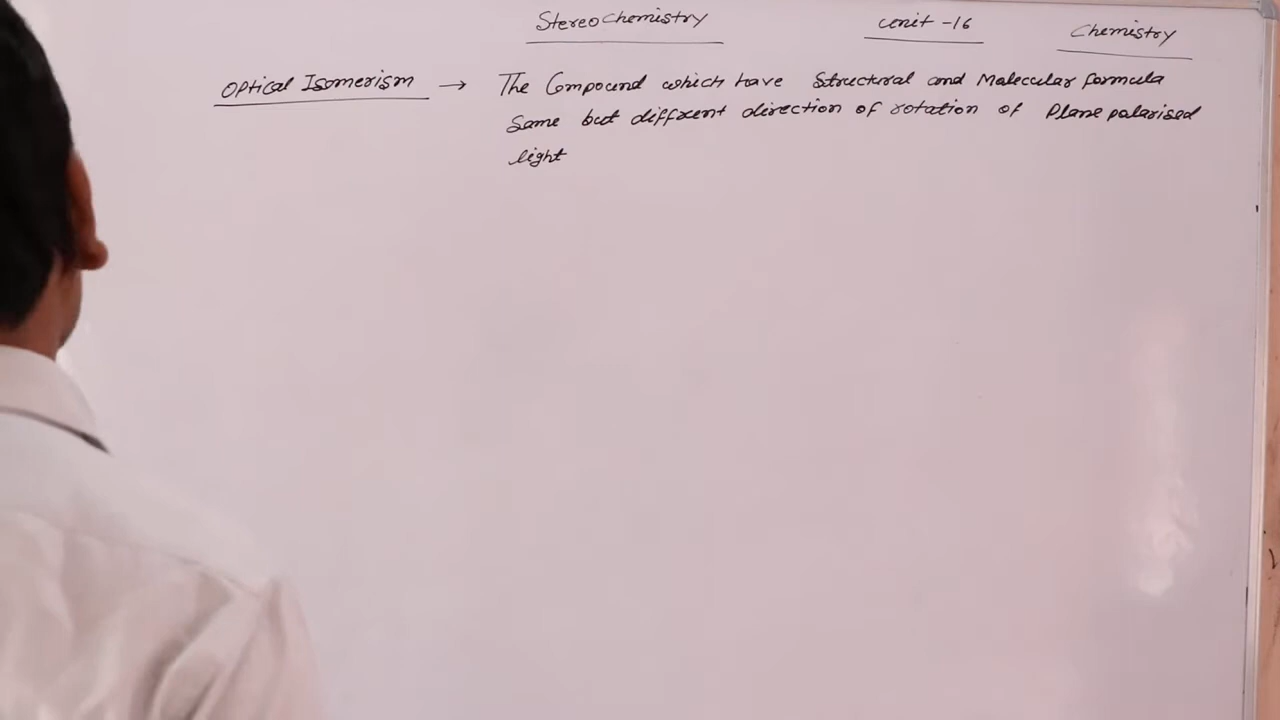 Stereochemistry Unit -16 Chemistry
Optical Isomerism → The Compound which have Structural and Molecular formula
Same but diffrent direction of rotation of Plane polarised
light